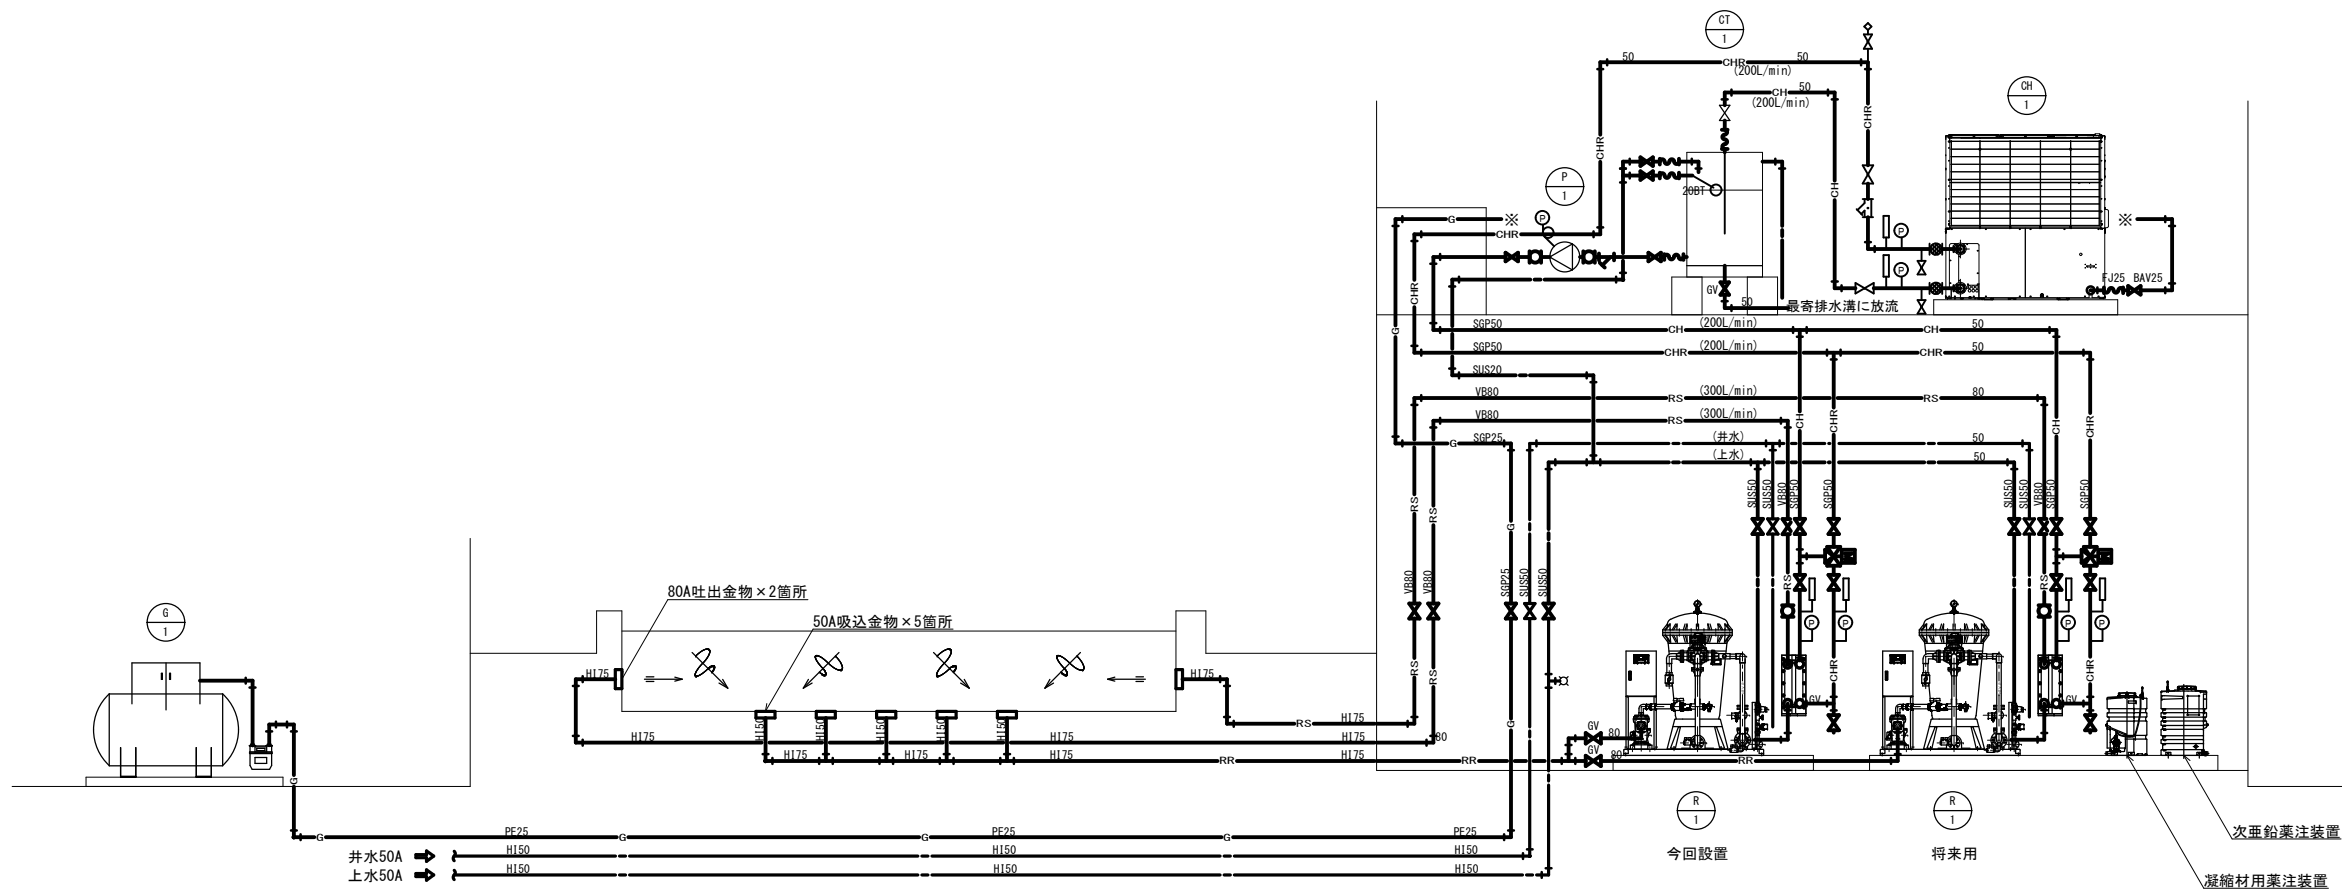 CT
1
50
CHR
50
(200L/min)
CH
50
(200L/min)
CH
1
CHR
CHR
P
1
20BT
CH
G
※
P
CHR
P
※
P
FJ25
BAV25
CHR
G
GV
50
最寄排水溝に放流
SGP50
CH
(200L/min)
CH
50
SGP50
CHR
(200L/min)
CHR
50
SUS20
VB80
RS
(300L/min)
RS
80
VB80
RS
(300L/min)
CH
CHR
CH
CHR
G
SGP25
(井水)
50
(上水)
50
RS
RS
G
SUS50
SUS50
VB80
SGP50
SGP50
SUS50
SUS50
VB80
SGP50
SGP50
VB80
VB80
SGP25
SUS50
SUS50
RS
RS
80A吐出金物×2箇所
50A吸込金物×5箇所
G
1
P
P
P
P
HI75
HI75
RS
RS
CHR
CHR
GV
GV
HI50
HI50
HI50
HI50
HI50
RS
HI75
G
HI75
HI75
HI75
80
GV
80
HI75
HI75
HI75
RR
HI75
RR
GV
80
RR
G
G
PE25
G
G
PE25
G
PE25
井水50A
HI50
HI50
HI50
上水50A
HI50
HI50
HI50
R
1
今回設置
R
1
将来用
次亜鉛薬注装置
凝縮材用薬注装置